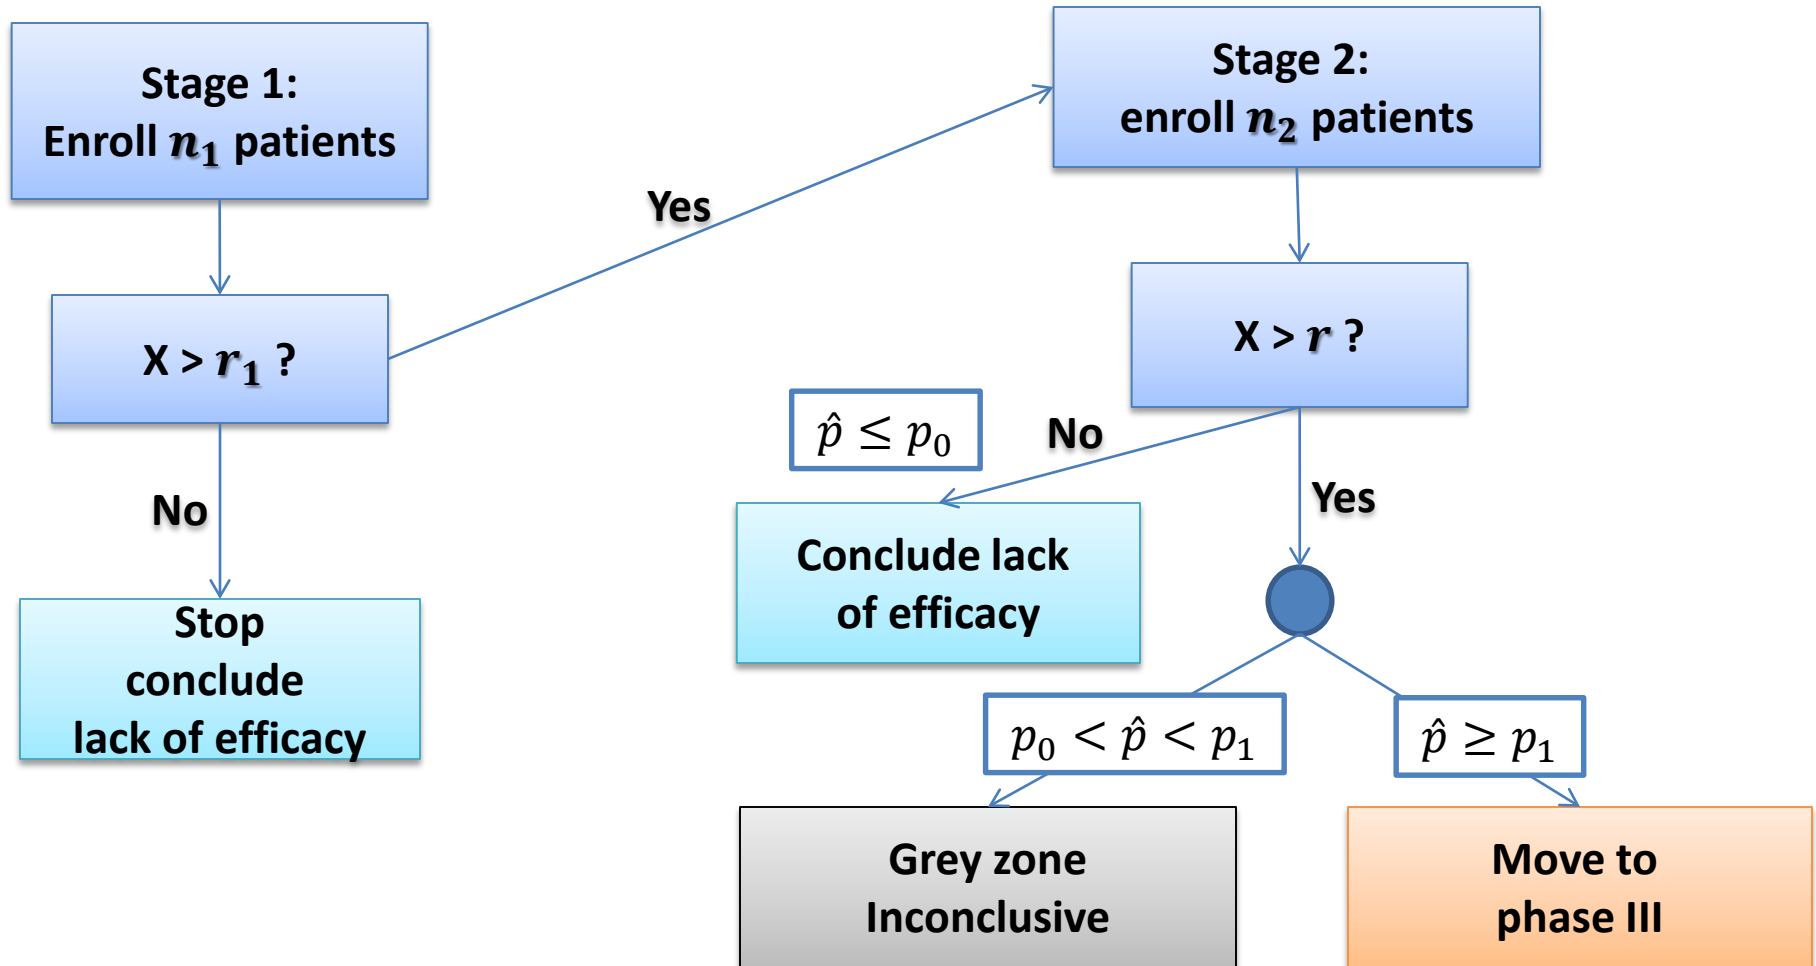 Stage 1:
Enroll n₁ patients
X > r₁ ?
No
Stop
conclude
lack of efficacy
Yes
Stage 2:
enroll n₂ patients
X > r ?
No
p̂ ≤ p₀
Conclude lack
of efficacy
Yes
p₀ < p̂ < p₁
p̂ ≥ p₁
Grey zone
Inconclusive
Move to
phase III